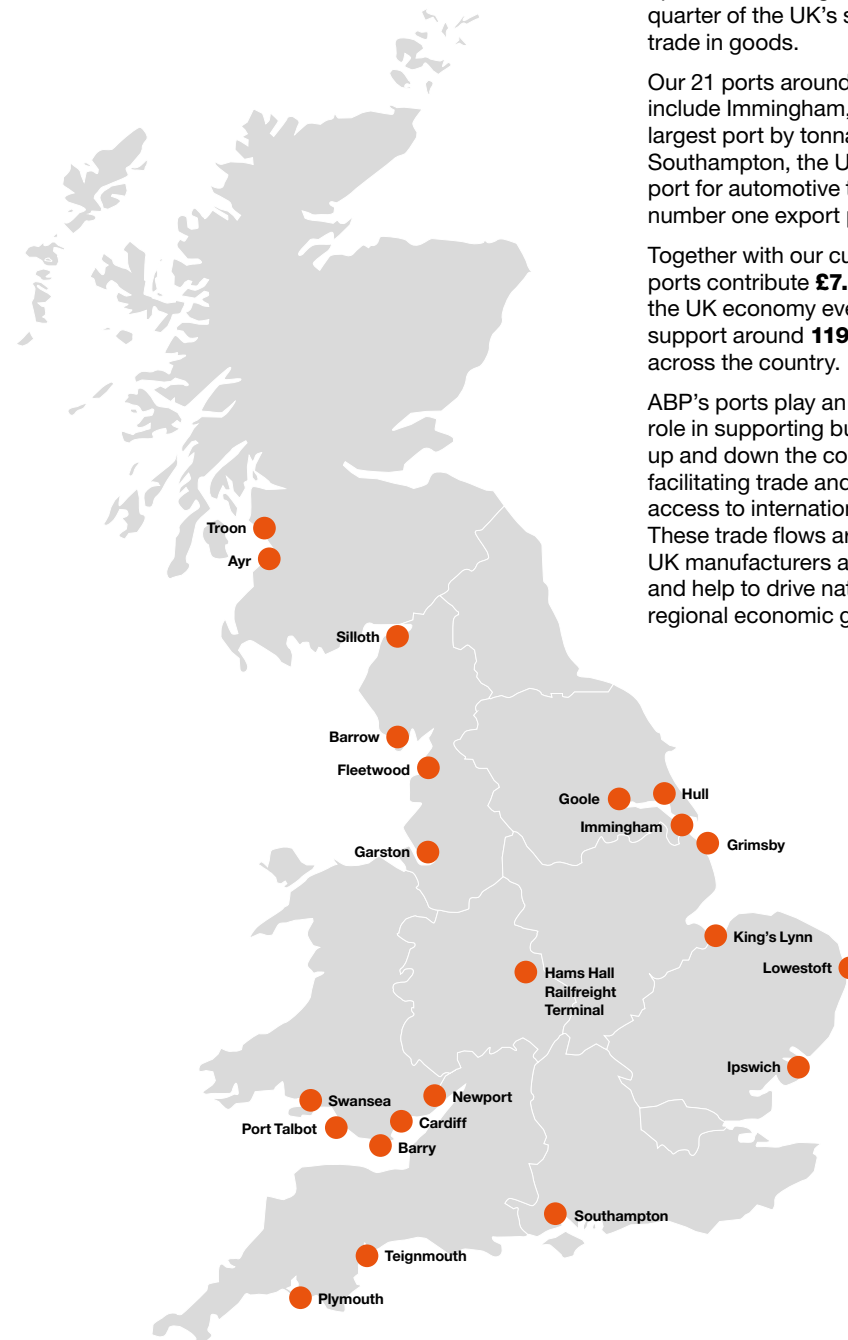 quarter of the UK's s
trade in goods.
Our 21 ports around
include Immingham,
largest port by tonna
Southampton, the U
port for automotive t
number one export p
Together with our cu
ports contribute £7.
the UK economy eve
support around 119
across the country.
ABP's ports play an
role in supporting bu
up and down the co
facilitating trade and
access to internation
These trade flows ar
UK manufacturers a
and help to drive nat
regional economic g
Troon
Ayr
Silloth
Barrow
Fleetwood
Goole
Hull
Immingham
Grimsby
Garston
King's Lynn
Lowestoft
Hams Hall
Railfreight
Terminal
Ipswich
Swansea
Newport
Port Talbot
Cardiff
Barry
Southampton
Teignmouth
Plymouth